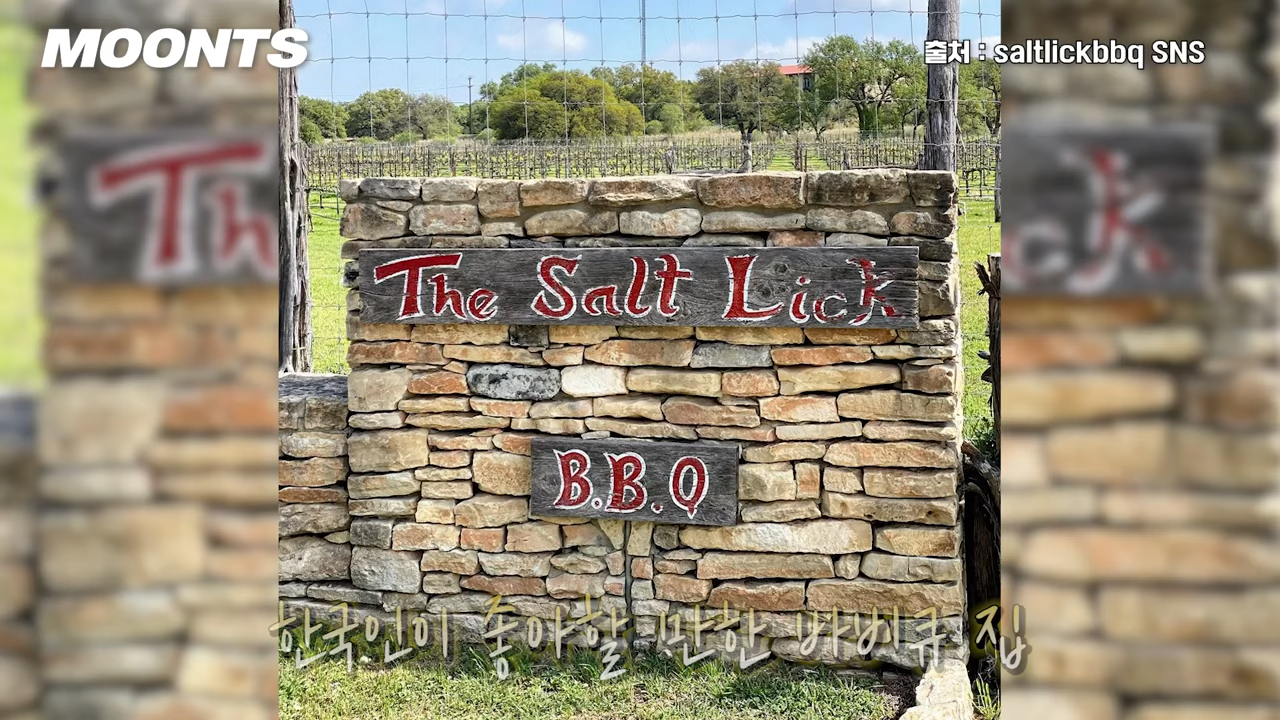 MOONTS
출처 : saltlickbbq SNS
The Salt Lick
B.B.Q
한국인이 좋아할 만한 바비큐 집